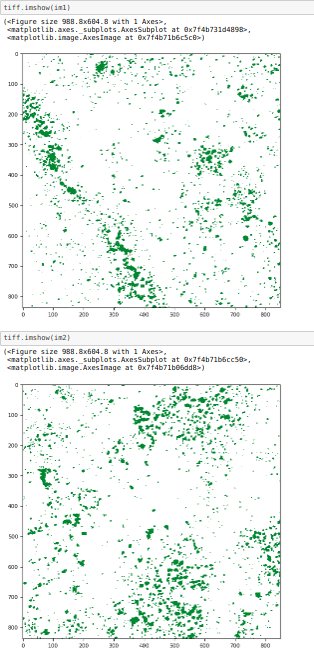 tiff.imshow(im1)
(<Figure size 988.8x604.8 with 1 Axes>,
<matplotlib.axes._subplots.AxesSubplot at 0x7f4b731d4898>,
<matplotlib.image.AxesImage at 0x7f4b71b6c5c0>)
0
100
200
300
400
500
600
700
800
0 100 200 300 400 500 600 700 800
tiff.imshow(im2)
(<Figure size 988.8x604.8 with 1 Axes>,
<matplotlib.axes._subplots.AxesSubplot at 0x7f4b71b6cc50>,
<matplotlib.image.AxesImage at 0x7f4b71b06dd8>)
0
100
200
300
400
500
600
700
800
0 100 200 300 400 500 600 700 800